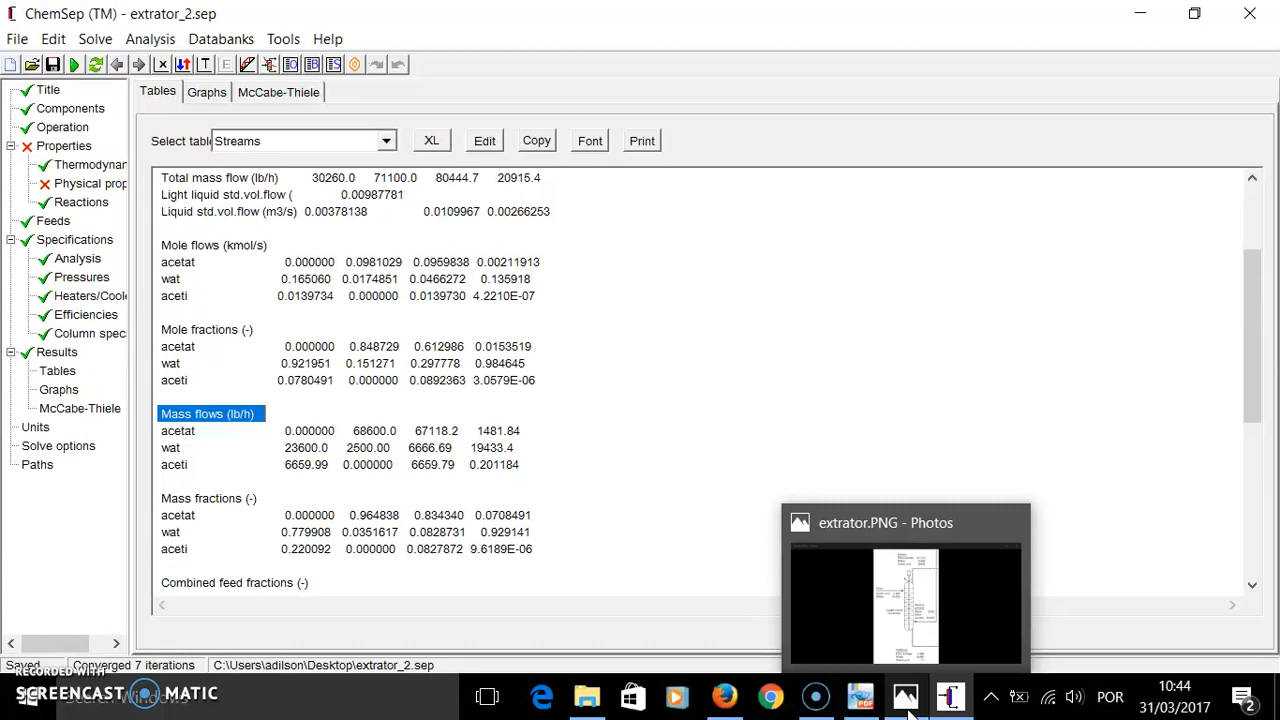 ChemSep (TM) - extrator_2.sep
File Edit Solve Analysis Databanks Tools Help
Title
Components
Operation
Properties
Thermodynar
Physical prop
Reactions
Feeds
Specifications
Analysis
Pressures
Heaters/Coole
Efficiencies
Column spec
Results
Tables
Graphs
McCabe-Thiele
Units
Solve options
Paths
Tables Graphs McCabe-Thiele
Select table Streams XL Edit Copy Font Print
Total mass flow (lb/h) 30260.0 71100.0 80444.7 20915.4
Light liquid std.vol.flow ( 0.00987781
Liquid std.vol.flow (m3/s) 0.00378138 0.0109967 0.00266253
Mole flows (kmol/s)
acetat 0.000000 0.0981029 0.0959838 0.00211913
wat 0.165060 0.0174851 0.0466272 0.135918
aceti 0.0139734 0.000000 0.0139730 4.2210E-07
Mole fractions (-)
acetat 0.000000 0.848729 0.612986 0.0153519
wat 0.921951 0.151271 0.297778 0.984645
aceti 0.0780491 0.000000 0.0892363 3.0579E-06
Mass flows (lb/h)
acetat 0.000000 68600.0 67118.2 1481.84
wat 23600.0 2500.00 6666.69 19433.4
aceti 6659.99 0.000000 6659.79 0.201184
Mass fractions (-)
acetat 0.000000 0.964838 0.834340 0.0708491
wat 0.779908 0.0351617 0.0828731 0.929141
aceti 0.220092 0.000000 0.0827872 9.6189E-06
Combined feed fractions (-)
extrator.PNG - Photos
Saved Converged 7 iterations C:\Users\adilson\Desktop\extrator_2.sep
RECORDED WITH
SCREENCAST MATIC
POR
10:44
31/03/2017
2